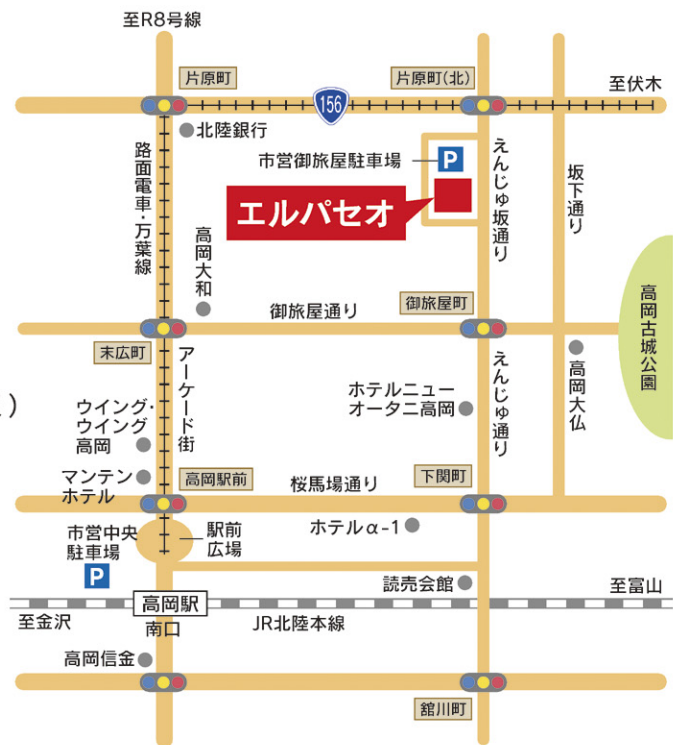 至R8号線
片原町
片原町(北)
至伏木
156
北陸銀行
市営御旅屋駐車場
P
エルパセオ
路面電車・万葉線
えんじゅ坂通り
坂下通り
高岡大和
高岡古城公園
御旅屋通り
御旅屋町
末広町
アーケード街
えんじゅ通り
高岡大仏
)
ホテルニュー
オータニ高岡
ウイング・
ウイング
高岡
マンテン
ホテル
高岡駅前
桜馬場通り
下関町
市営中央
駐車場
P
駅前
広場
ホテルα-1
読売会館
至富山
高岡駅
至金沢
南口
JR北陸本線
高岡信金
舘川町